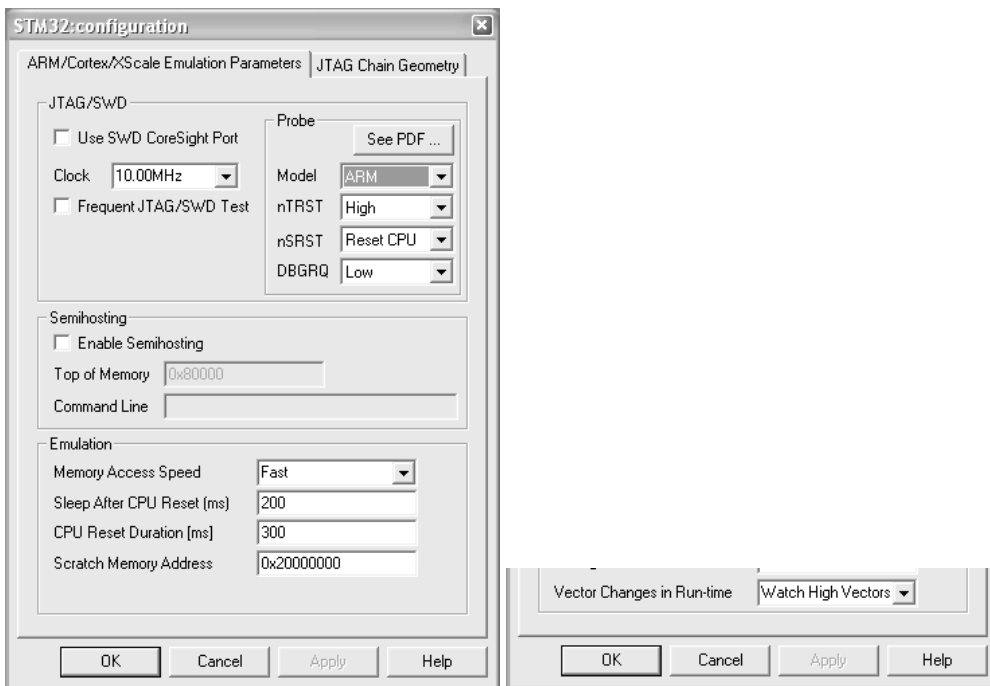 STM32:configuration
ARM/Cortex/XScale Emulation Parameters
JTAG Chain Geometry
JTAG/SWD
Use SWD CoreSight Port
Clock 10.00MHz
Frequent JTAG/SWD Test
Probe
See PDF ...
Model ARM
nTRST High
nSRST Reset CPU
DBGRQ Low
Semihosting
Enable Semihosting
Top of Memory 0x80000
Command Line
Emulation
Memory Access Speed Fast
Sleep After CPU Reset (ms) 200
CPU Reset Duration [ms] 300
Scratch Memory Address 0x20000000
OK Cancel Apply Help
Vector Changes in Run-time Watch High Vectors
OK Cancel Apply Help